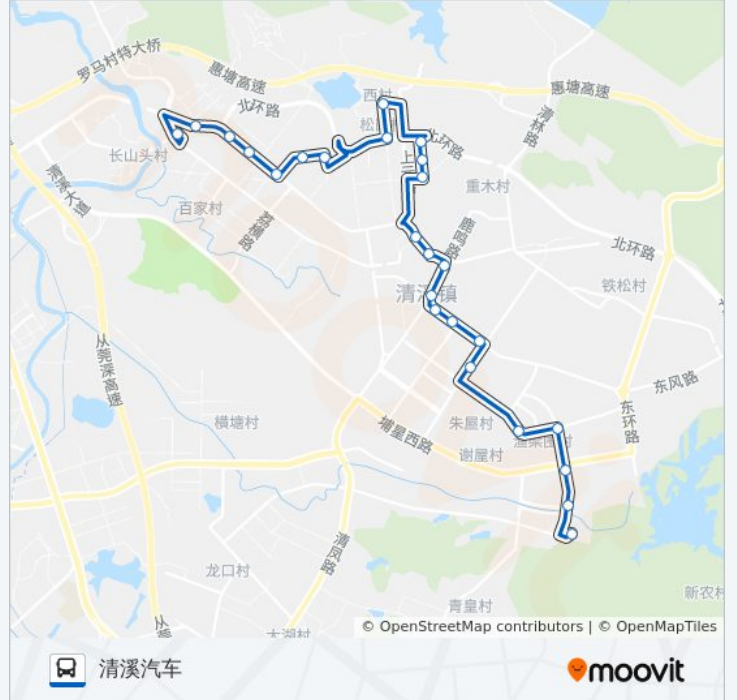 罗马村特大桥
惠塘高速
惠塘高速
西村
北环路
清林路
北环路
长山头村
上三
重木村
清溪大道
百家村
荔横路
鹿鸣路
北环路
铁松村
清溪镇
从莞深高速
东风路
东环路
横塘村
埔星西路
朱屋村
谢屋村
清凤路
龙口村
青皇村
新农村
太湖村
© OpenStreetMap contributors | © OpenMapTiles
清溪汽车
moovit